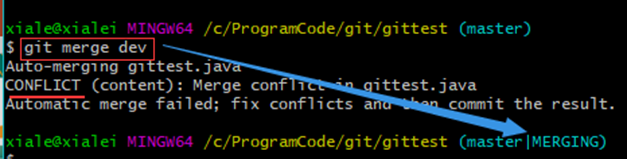 xiale@xialei MINGW64 /c/ProgramCode/git/gittest (master)
$ git merge dev
Auto-merging gittest.java
CONFLICT (content): Merge conflict in gittest.java
Automatic merge failed; fix conflicts and then commit the result.
xiale@xialei MINGW64 /c/ProgramCode/git/gittest (master|MERGING)